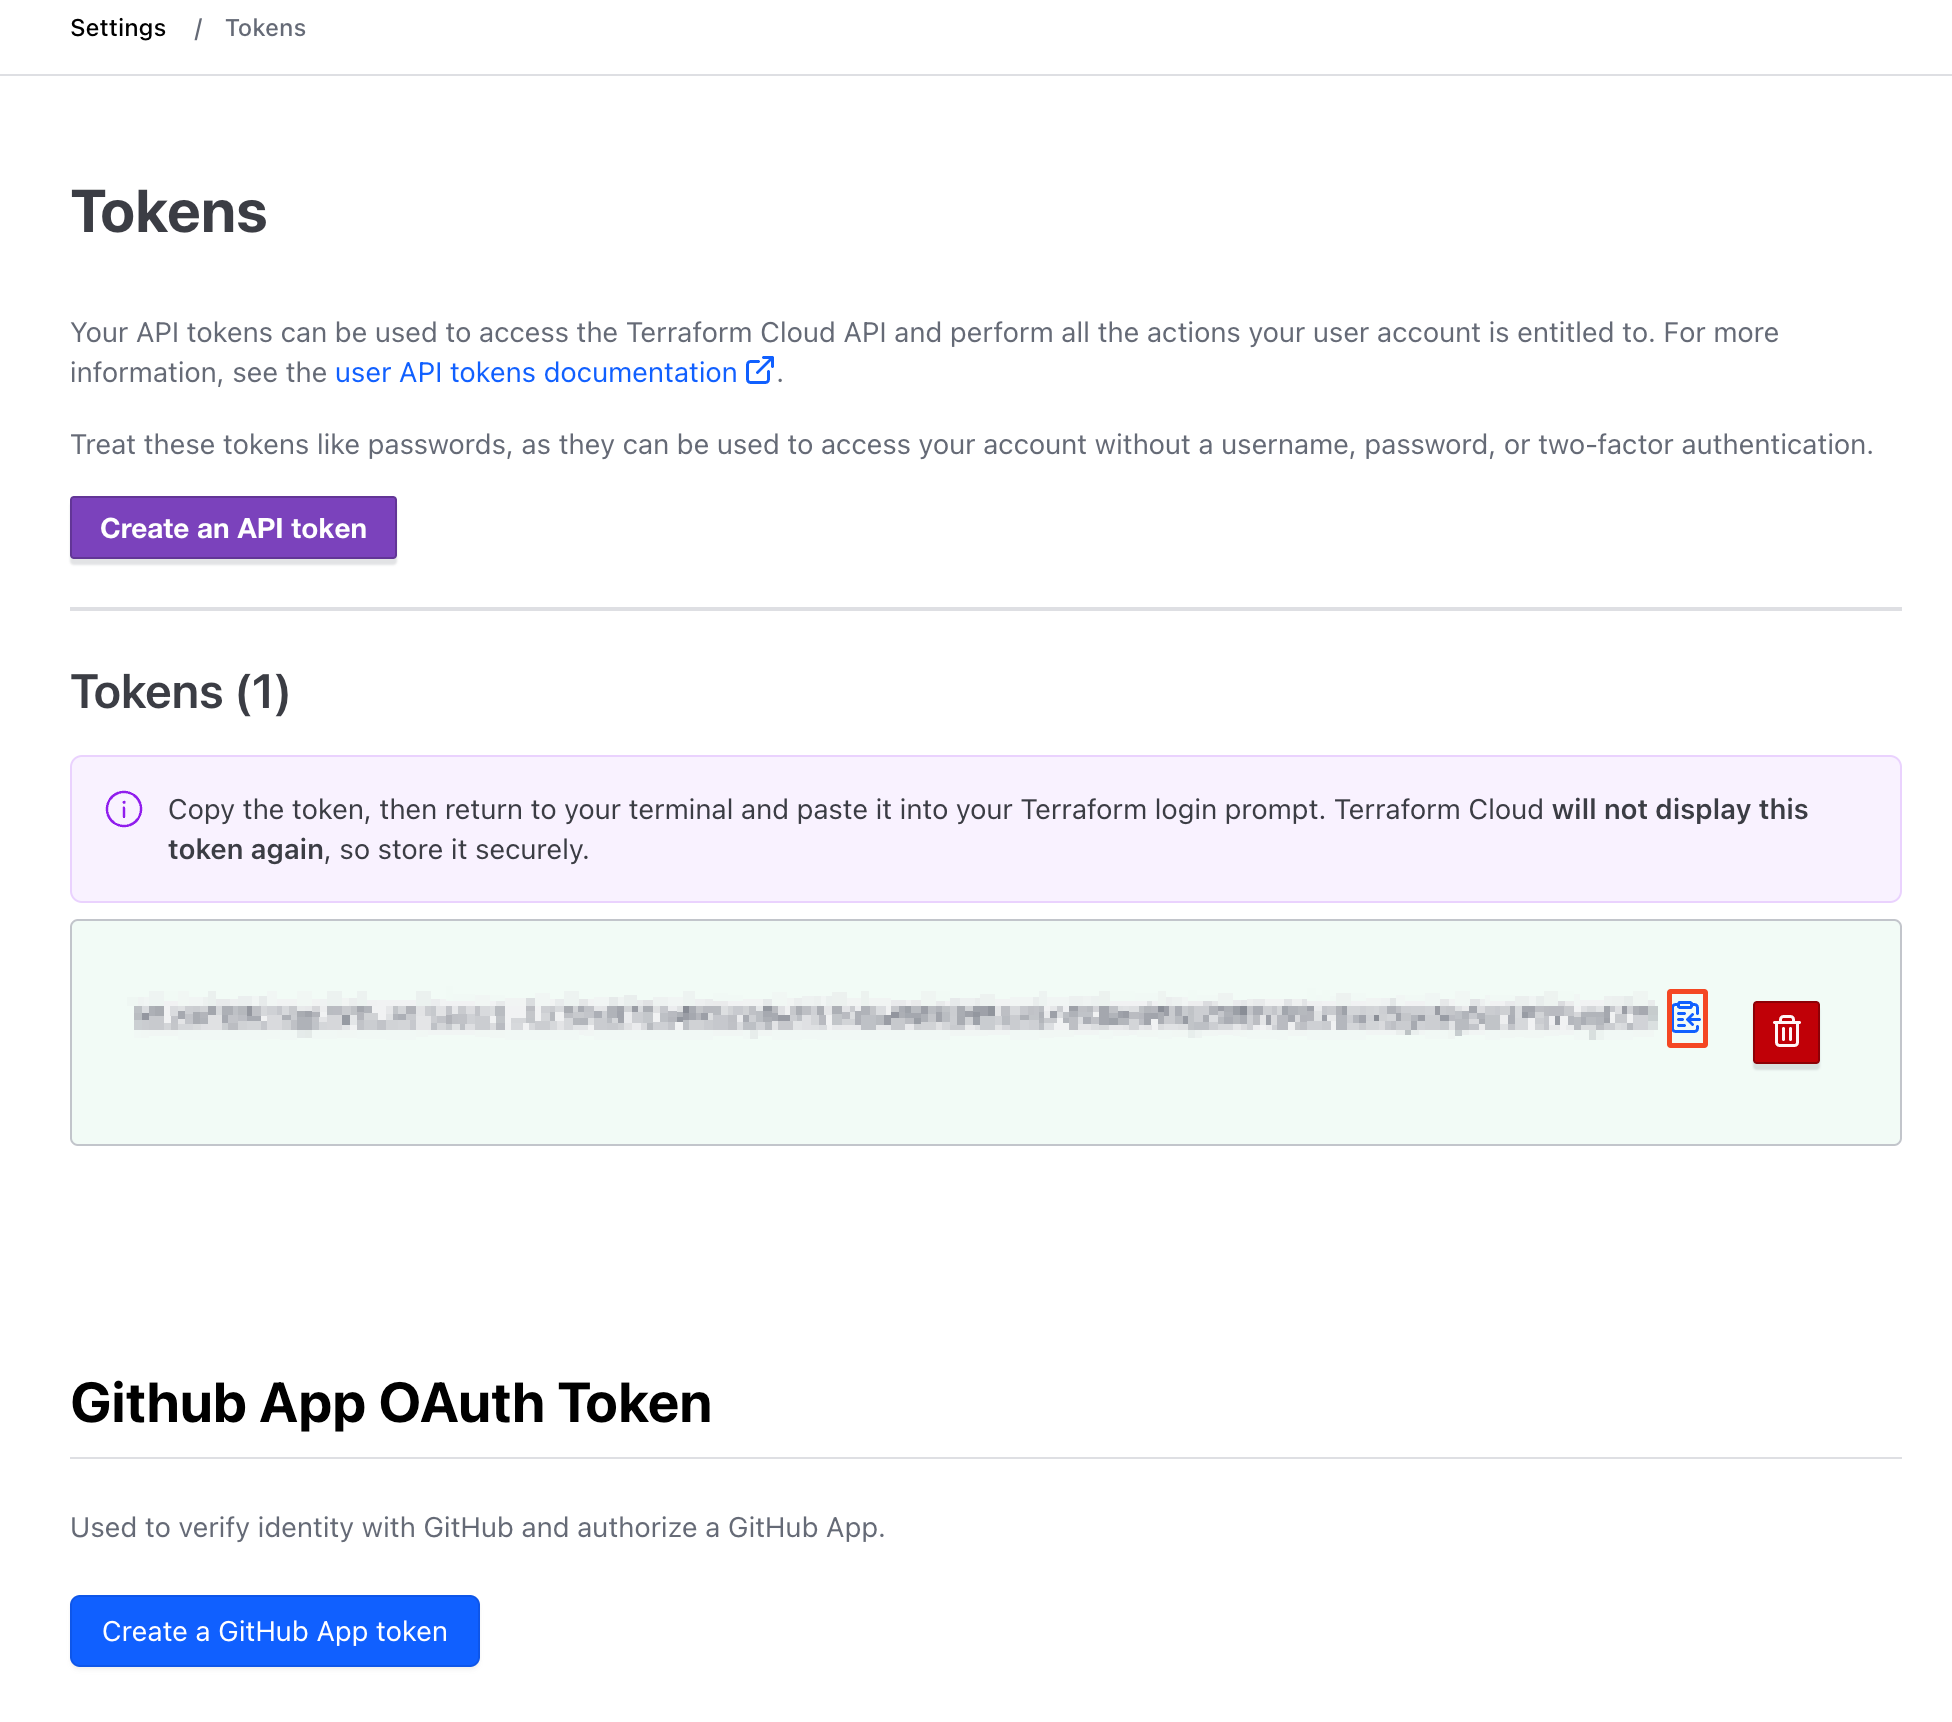 Settings / Tokens
Tokens
Your API tokens can be used to access the Terraform Cloud API and perform all the actions your user account is entitled to. For more
information, see the user API tokens documentation.
Treat these tokens like passwords, as they can be used to access your account without a username, password, or two-factor authentication.
Create an API token
Tokens (1)
Copy the token, then return to your terminal and paste it into your Terraform login prompt. Terraform Cloud will not display this
token again, so store it securely.
Github App OAuth Token
Used to verify identity with GitHub and authorize a GitHub App.
Create a GitHub App token